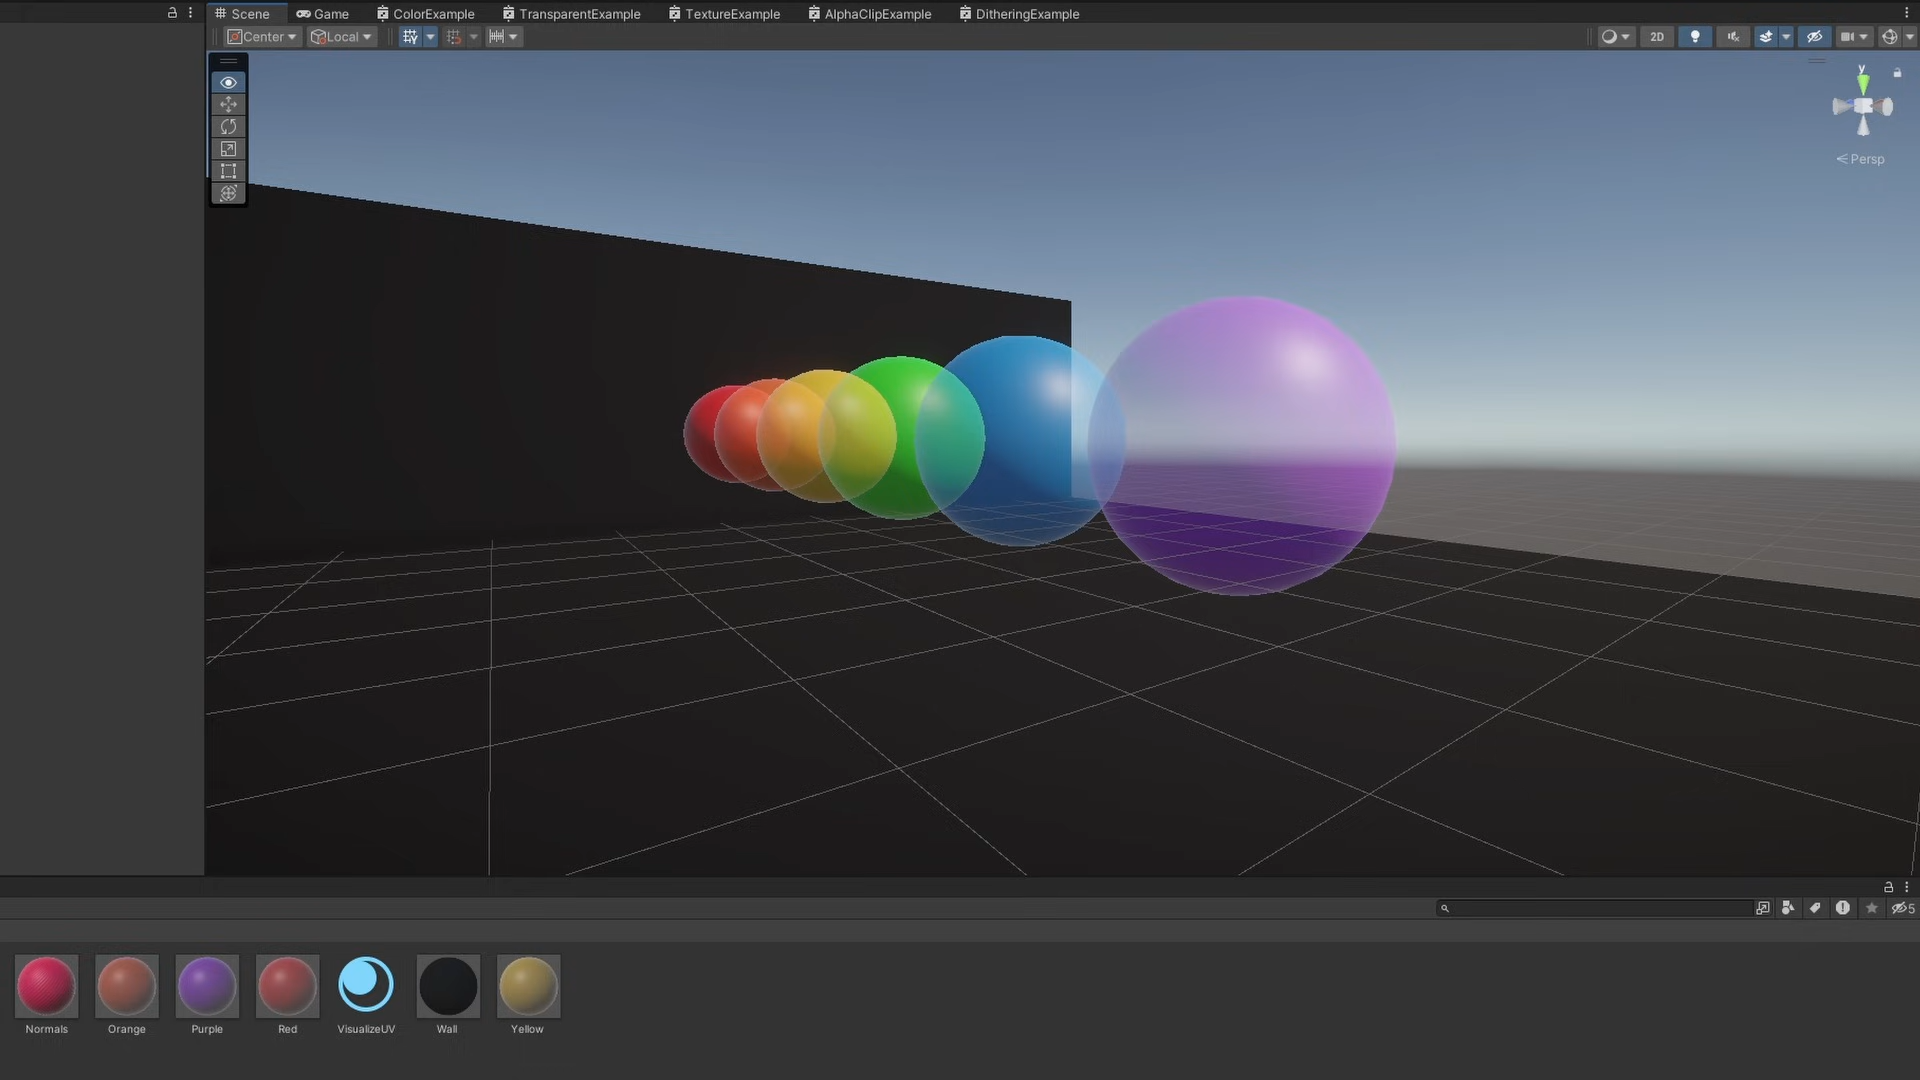 Scene Game ColorExample TransparentExample TextureExample AlphaClipExample DitheringExample
Center Local 2D
y
Persp
5
Normals Orange Purple Red VisualizeUV Wall Yellow